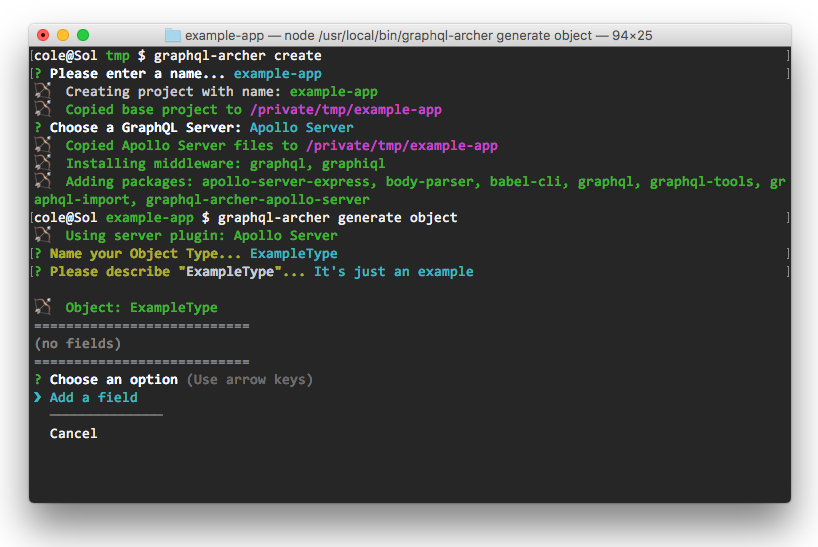 example-app — node /usr/local/bin/graphql-archer generate object — 94×25
[cole@Sol tmp $ graphql-archer create ]
[? Please enter a name... example-app ]
Creating project with name: example-app
Copied base project to /private/tmp/example-app
? Choose a GraphQL Server: Apollo Server
Copied Apollo Server files to /private/tmp/example-app
Installing middleware: graphql, graphiql
Adding packages: apollo-server-express, body-parser, babel-cli, graphql, graphql-tools, gr
aphql-import, graphql-archer-apollo-server
[cole@Sol example-app $ graphql-archer generate object ]
Using server plugin: Apollo Server
[? Name your Object Type... ExampleType ]
[? Please describe "ExampleType"... It's just an example ]
Object: ExampleType
===========================
(no fields)
===========================
? Choose an option (Use arrow keys)
❯ Add a field
──────────────
Cancel